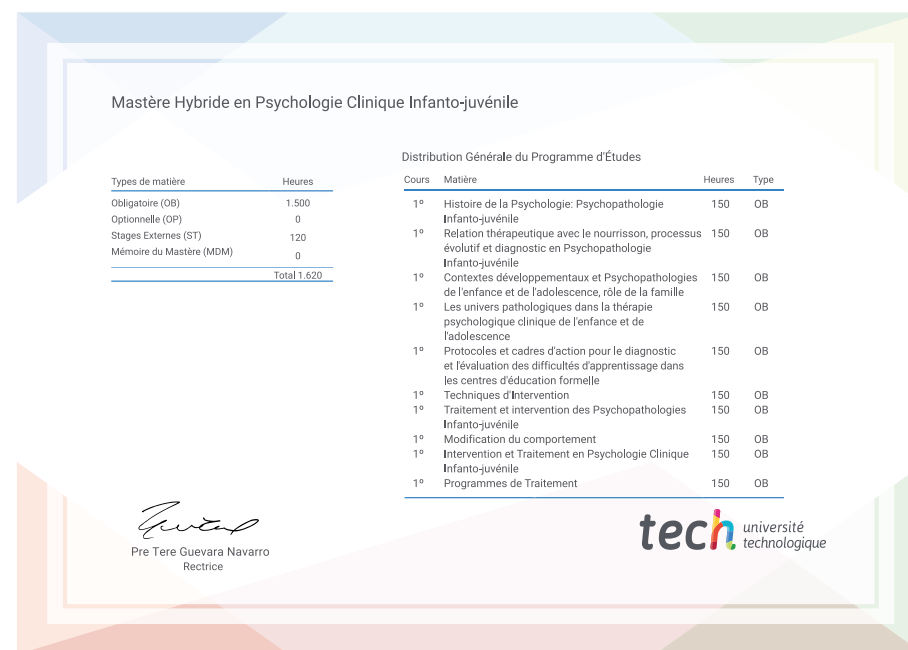 Mastère Hybride en Psychologie Clinique Infanto-juvénile
Types de matière Heures
Obligatoire (OB) 1.500
Optionnelle (OP) 0
Stages Externes (ST) 120
Mémoire du Mastère (MDM) 0
Total 1.620
Distribution Générale du Programme d'Études
Cours Matière Heures Type
1º Histoire de la Psychologie: Psychopathologie 150 OB
Infanto-juvénile
1º Relation thérapeutique avec le nourrisson, processus 150 OB
évolutif et diagnostic en Psychopathologie
Infanto-juvénile
1º Contextes développementaux et Psychopathologies 150 OB
de l'enfance et de l'adolescence, rôle de la famille
1º Les univers pathologiques dans la thérapie 150 OB
psychologique clinique de l'enfance et de
l'adolescence
1º Protocoles et cadres d'action pour le diagnostic 150 OB
et l'évaluation des difficultés d'apprentissage dans
les centres d'éducation formelle
1º Techniques d'Intervention 150 OB
1º Traitement et intervention des Psychopathologies 150 OB
Infanto-juvénile
1º Modification du comportement 150 OB
1º Intervention et Traitement en Psychologie Clinique 150 OB
Infanto-juvénile
1º Programmes de Traitement 150 OB
Pre Tere Guevara Navarro
Rectrice
tech université
technologique